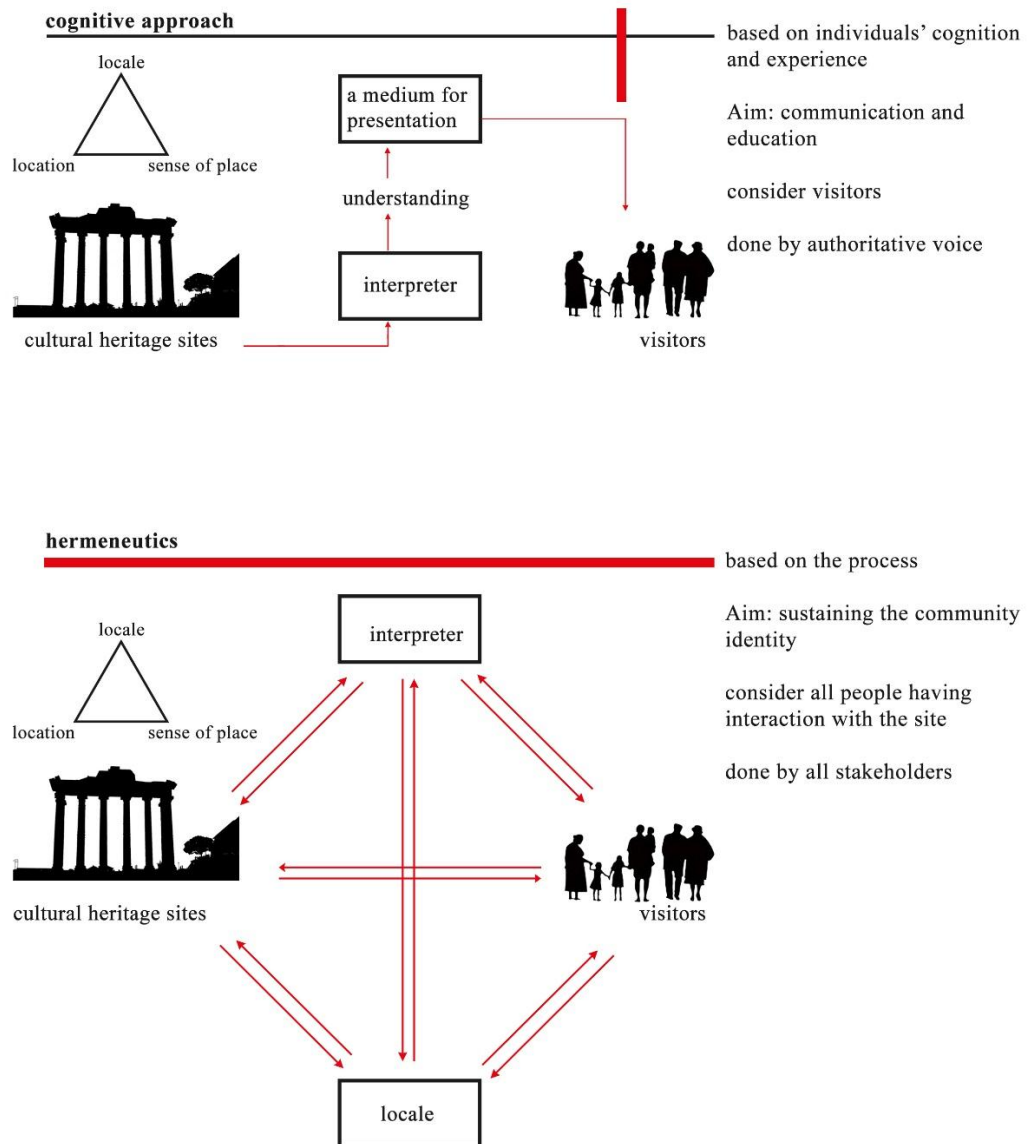 cognitive approach
locale
location
sense of place
cultural heritage sites
a medium for
presentation
understanding
interpreter
visitors
based on individuals’ cognition
and experience
Aim: communication and
education
consider visitors
done by authoritative voice
hermeneutics
locale
location
sense of place
cultural heritage sites
interpreter
visitors
locale
based on the process
Aim: sustaining the community
identity
consider all people having
interaction with the site
done by all stakeholders